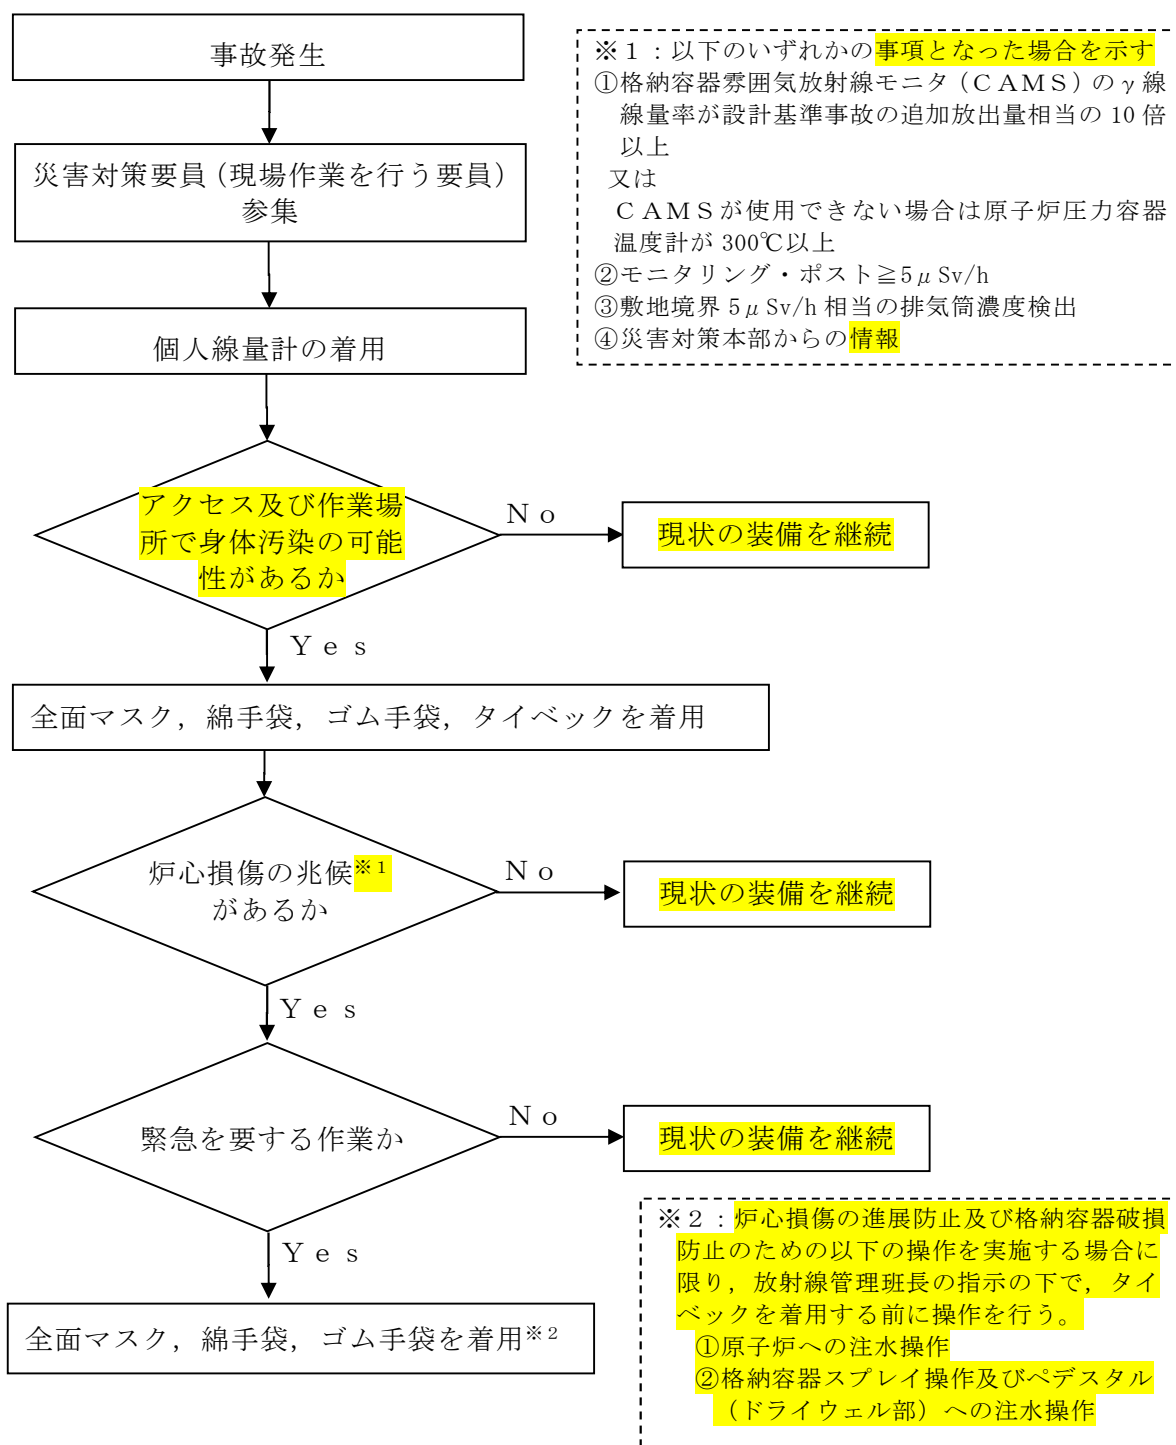 事故発生
災害対策要員（現場作業を行う要員）
参集
個人線量計の着用
※１：以下のいずれかの事項となった場合を示す
①格納容器雰囲気放射線モニタ（ＣＡＭＳ）のγ線
線量率が設計基準事故の追加放出量相当の 10 倍
以上
又は
ＣＡＭＳが使用できない場合は原子炉圧力容器
温度計が 300℃以上
②モニタリング・ポスト≧5μSv/h
③敷地境界 5μSv/h 相当の排気筒濃度検出
④災害対策本部からの情報
アクセス及び作業場
所で身体汚染の可能
性があるか
Ｎｏ
現状の装備を継続
Ｙｅｓ
全面マスク，綿手袋，ゴム手袋，タイベックを着用
炉心損傷の兆候※１
があるか
Ｎｏ
現状の装備を継続
Ｙｅｓ
緊急を要する作業か
Ｎｏ
現状の装備を継続
Ｙｅｓ
全面マスク，綿手袋，ゴム手袋を着用※２
※２：炉心損傷の進展防止及び格納容器破損
防止のための以下の操作を実施する場合に
限り，放射線管理班長の指示の下で，タイ
ベックを着用する前に操作を行う。
①原子炉への注水操作
②格納容器スプレイ操作及びペデスタル
（ドライウェル部）への注水操作